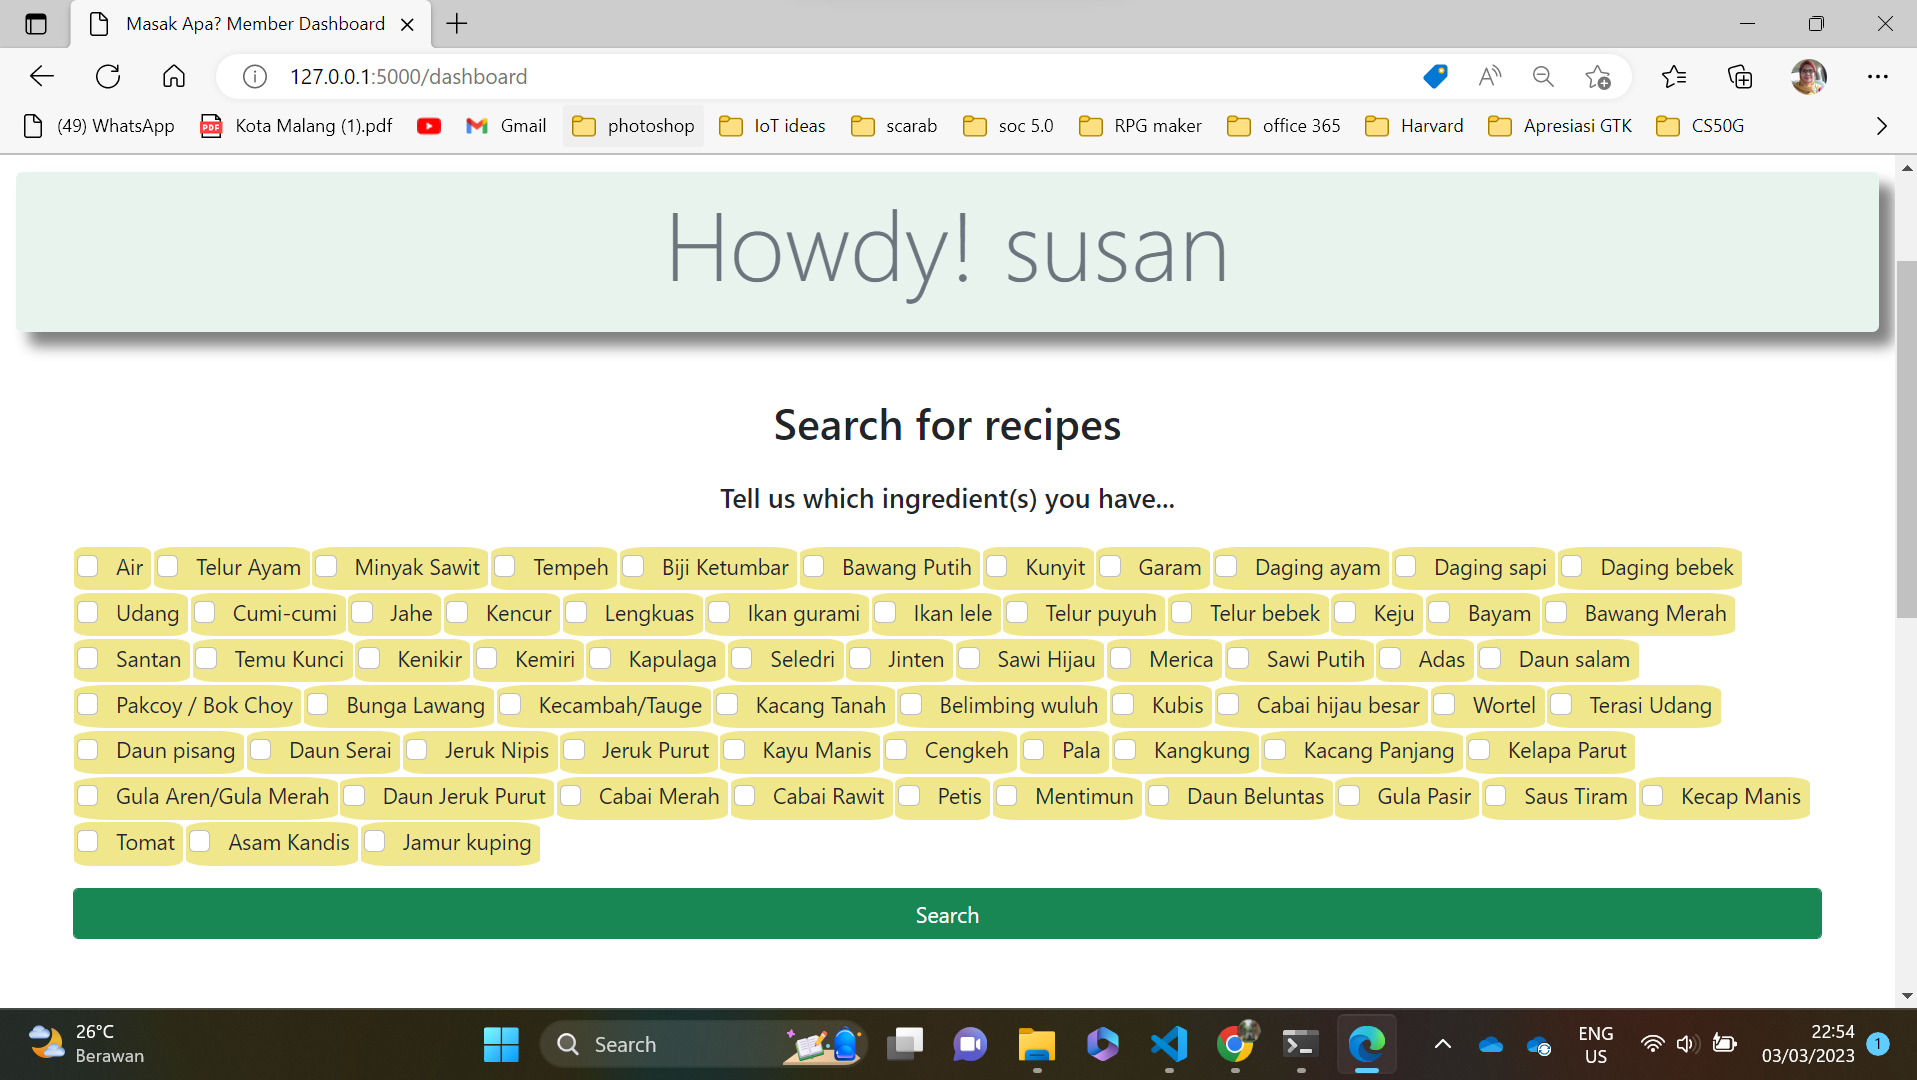 Masak Apa? Member Dashboard
127.0.0.1:5000/dashboard
(49) WhatsApp Kota Malang (1).pdf Gmail photoshop IoT ideas scarab soc 5.0 RPG maker office 365 Harvard Apresiasi GTK CS50G
Howdy! susan
Search for recipes
Tell us which ingredient(s) you have...
Air Telur Ayam Minyak Sawit Tempeh Biji Ketumbar Bawang Putih Kunyit Garam Daging ayam Daging sapi Daging bebek
Udang Cumi-cumi Jahe Kencur Lengkuas Ikan gurami Ikan lele Telur puyuh Telur bebek Keju Bayam Bawang Merah
Santan Temu Kunci Kenikir Kemiri Kapulaga Seledri Jinten Sawi Hijau Merica Sawi Putih Adas Daun salam
Pakcoy / Bok Choy Bunga Lawang Kecambah/Tauge Kacang Tanah Belimbing wuluh Kubis Cabai hijau besar Wortel Terasi Udang
Daun pisang Daun Serai Jeruk Nipis Jeruk Purut Kayu Manis Cengkeh Pala Kangkung Kacang Panjang Kelapa Parut
Gula Aren/Gula Merah Daun Jeruk Purut Cabai Merah Cabai Rawit Petis Mentimun Daun Beluntas Gula Pasir Saus Tiram Kecap Manis
Tomat Asam Kandis Jamur kuping
Search
26°C
Berawan
Search
ENG
US
22:54
03/03/2023
1